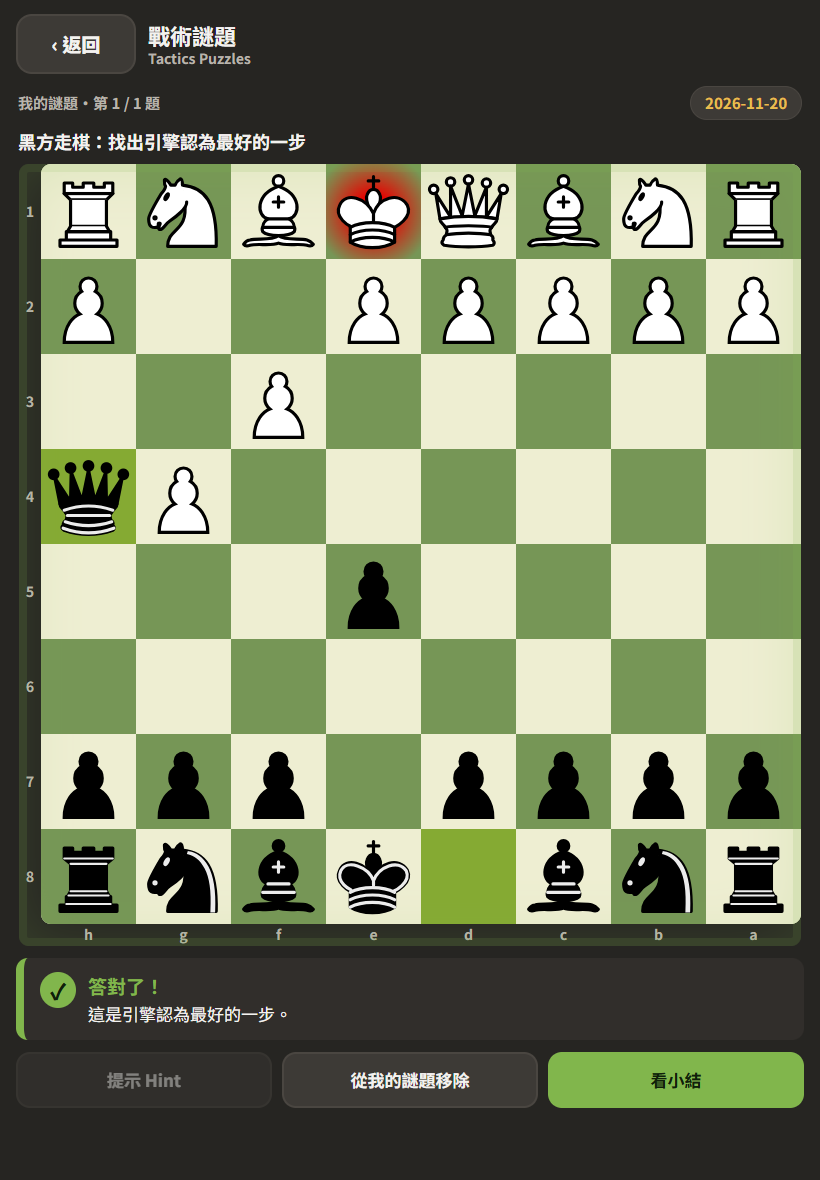 ‹ 返回
戰術謎題
Tactics Puzzles
我的謎題・第 1 / 1 題
2026-11-20
黑方走棋：找出引擎認為最好的一步
1
2
3
4
5
6
7
8
h g f e d c b a
✓
答對了！
這是引擎認為最好的一步。
提示 Hint
從我的謎題移除
看小結